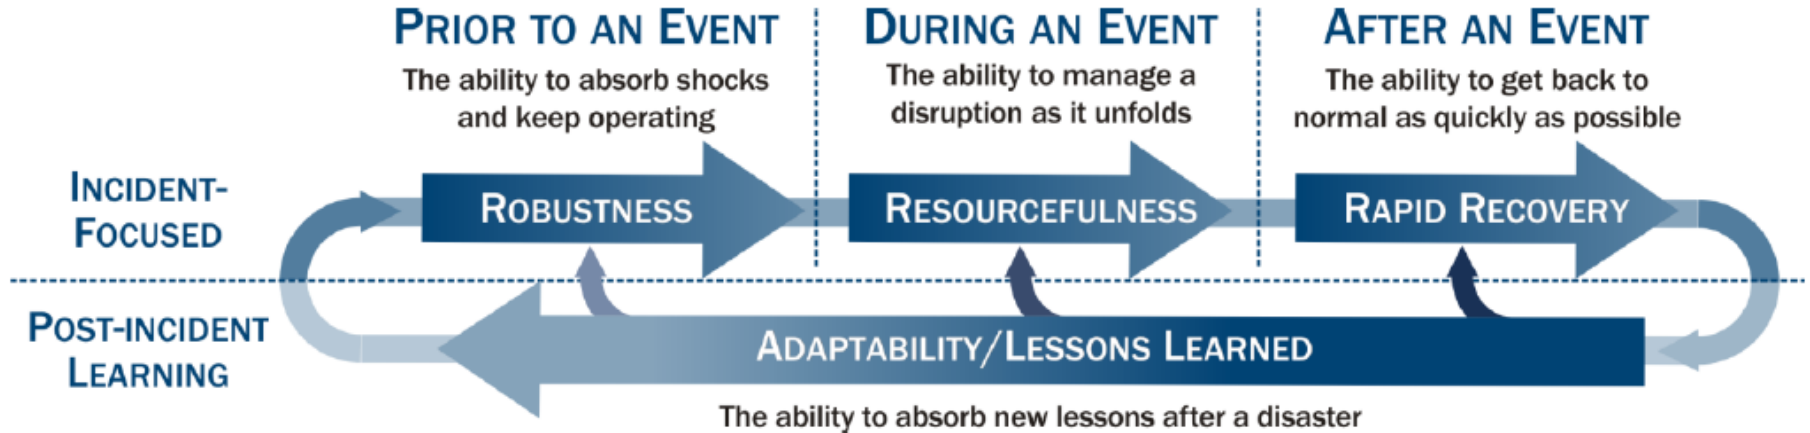 PRIOR TO AN EVENT
The ability to absorb shocks
and keep operating
DURING AN EVENT
The ability to manage a
disruption as it unfolds
AFTER AN EVENT
The ability to get back to
normal as quickly as possible
INCIDENT-
FOCUSED
ROBUSTNESS
RESOURCEFULNESS
RAPID RECOVERY
POST-INCIDENT
LEARNING
ADAPTABILITY/LESSONS LEARNED
The ability to absorb new lessons after a disaster